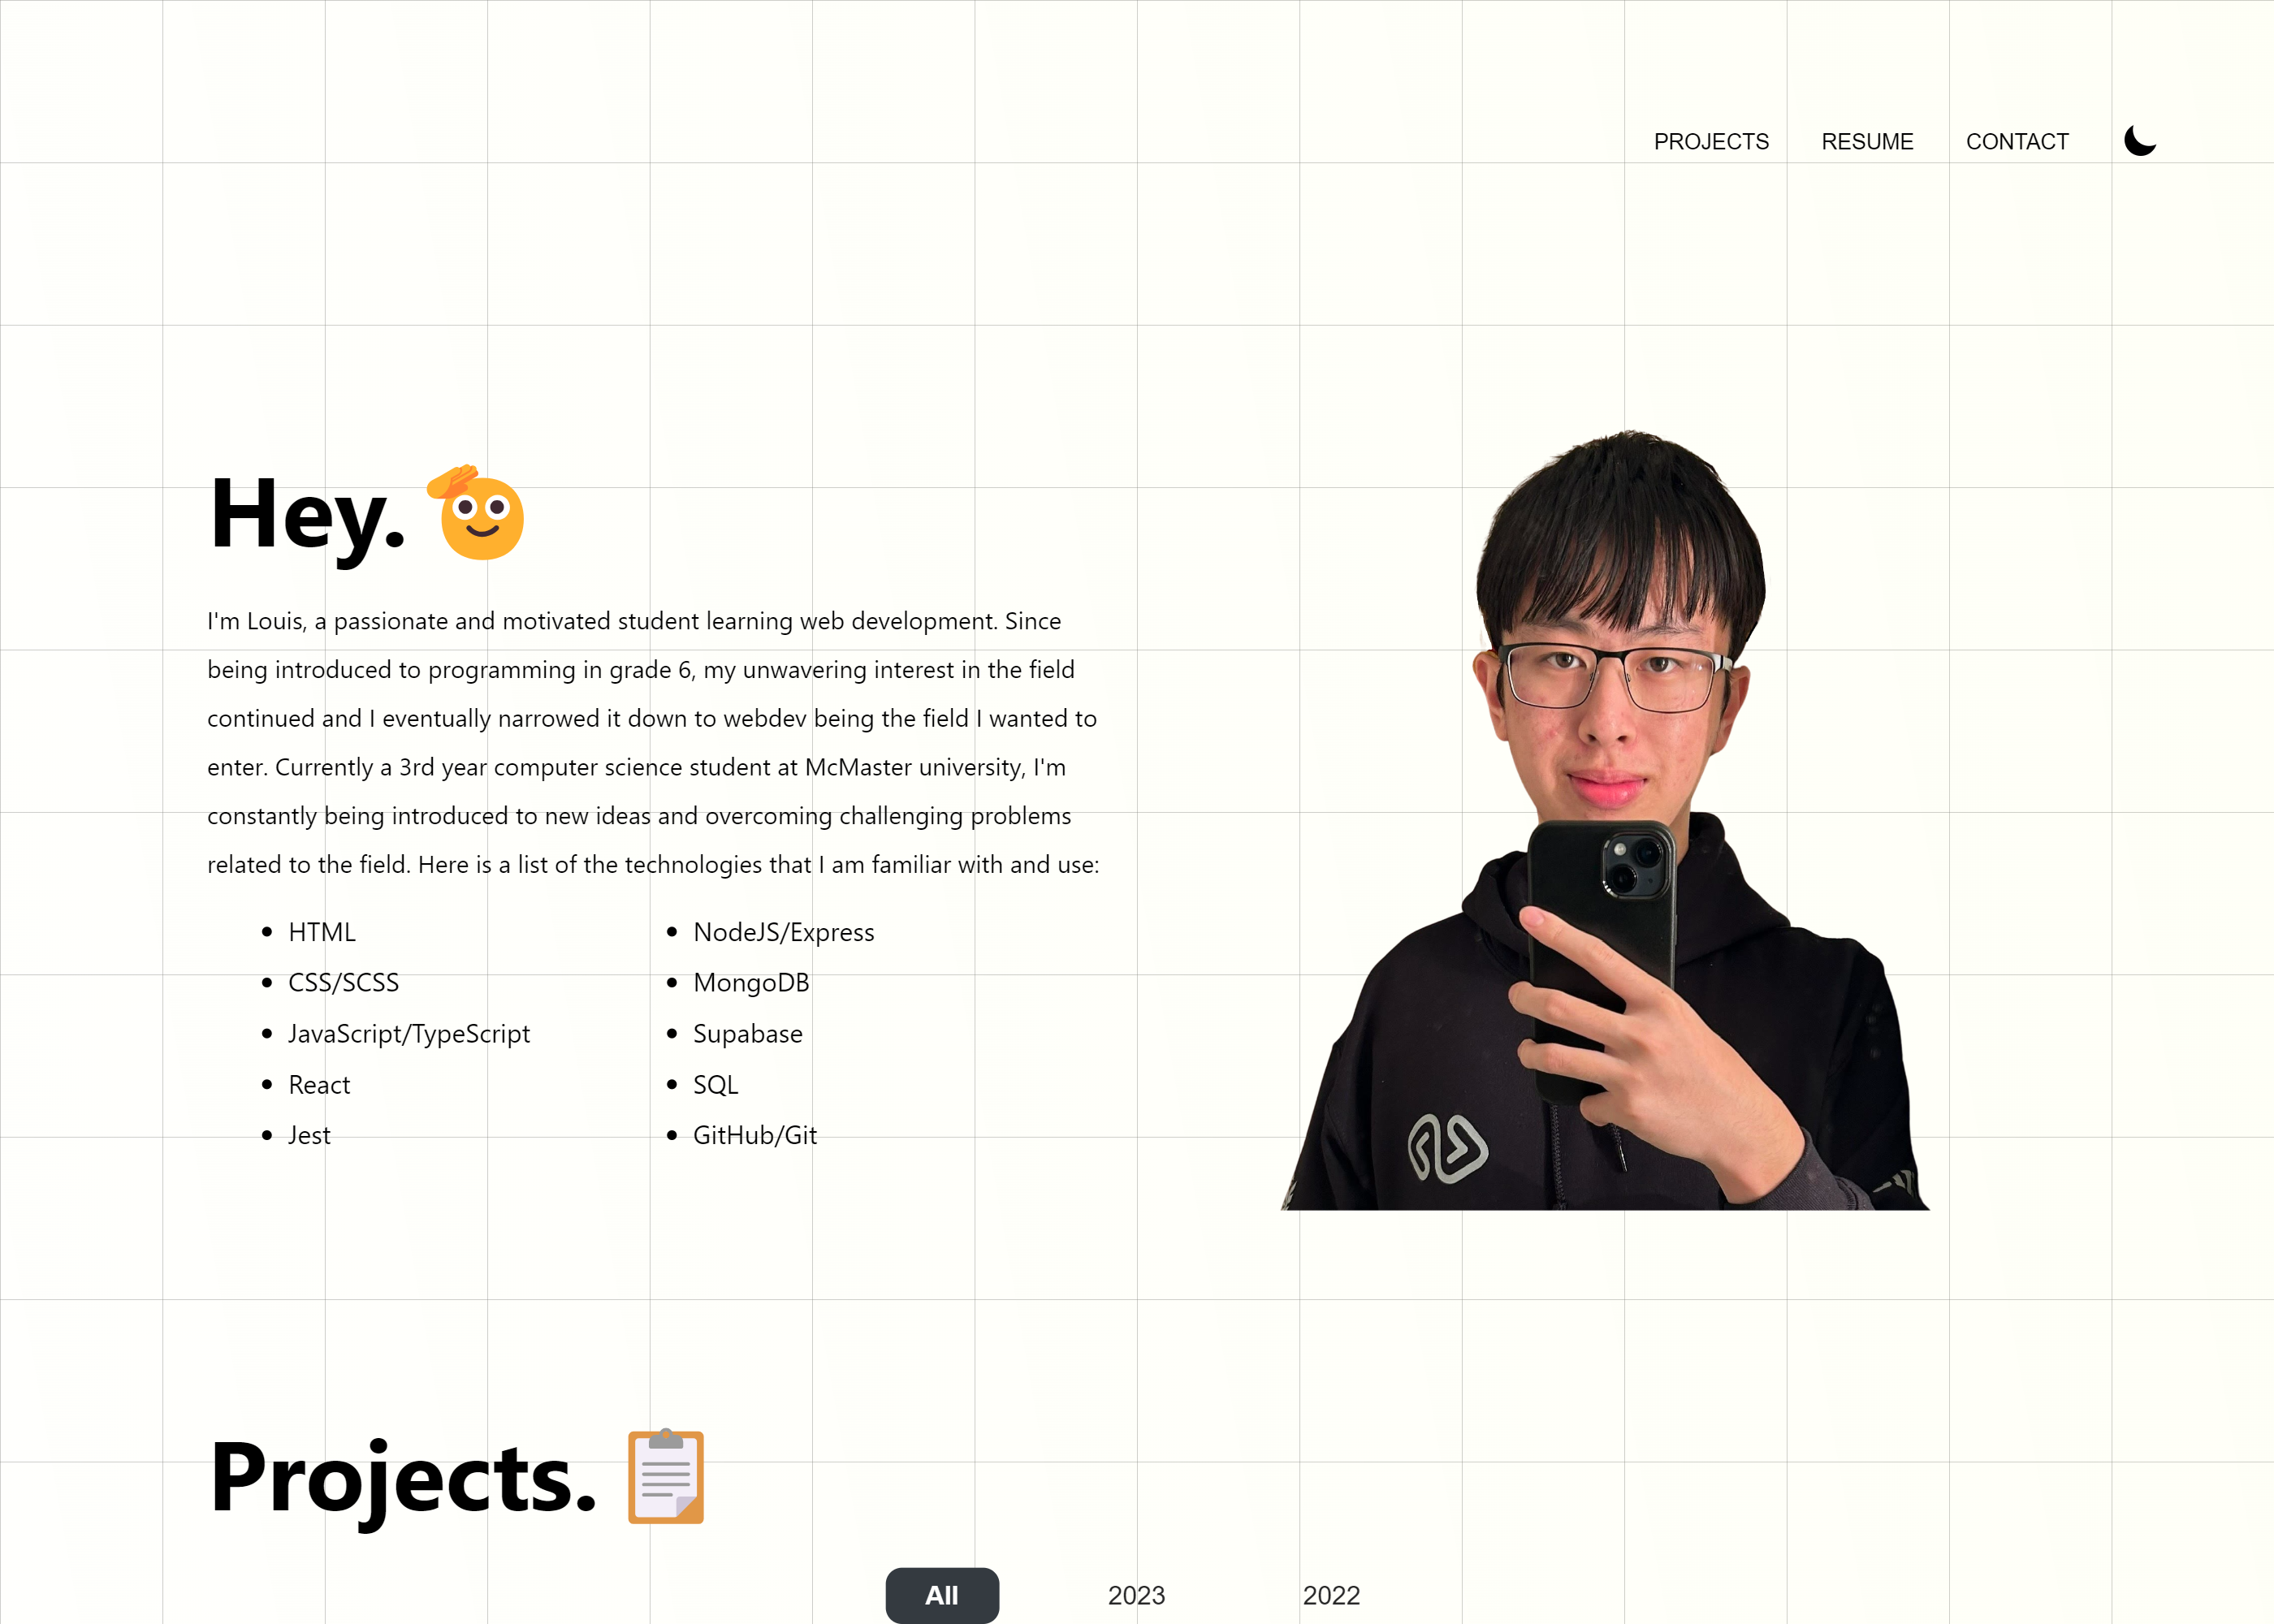 PROJECTS RESUME CONTACT
Hey.
I'm Louis, a passionate and motivated student learning web development. Since
being introduced to programming in grade 6, my unwavering interest in the field
continued and I eventually narrowed it down to webdev being the field I wanted to
enter. Currently a 3rd year computer science student at McMaster university, I'm
constantly being introduced to new ideas and overcoming challenging problems
related to the field. Here is a list of the technologies that I am familiar with and use:
• HTML
• CSS/SCSS
• JavaScript/TypeScript
• React
• Jest
• NodeJS/Express
• MongoDB
• Supabase
• SQL
• GitHub/Git
Projects.
All 2023 2022